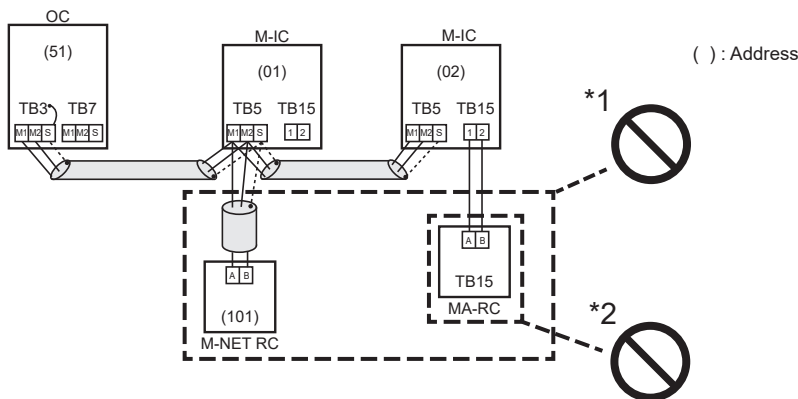 OC
(51)
TB3 TB7
M1 M2 S M1 M2 S
M-IC
(01)
TB5 TB15
M1 M2 S 1 2
M-IC
(02)
TB5 TB15
M1 M2 S 1 2
( ) : Address
*1
A B
(101)
M-NET RC
A B
TB15
MA-RC
*2